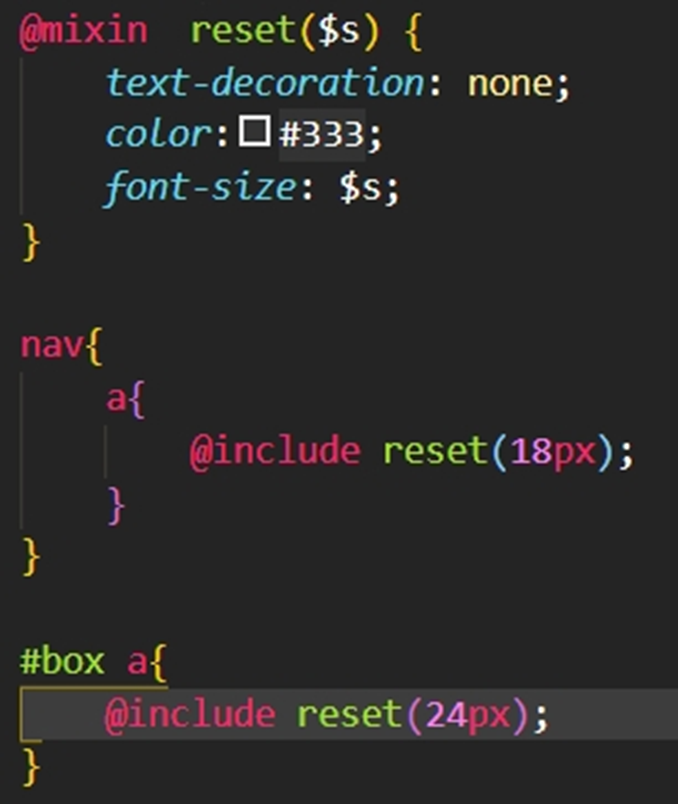 @mixin  reset($s) {
    text-decoration: none;
    color:#333;
    font-size: $s;
}

nav{
    a{
        @include reset(18px);
    }
}

#box a{
    @include reset(24px);
}